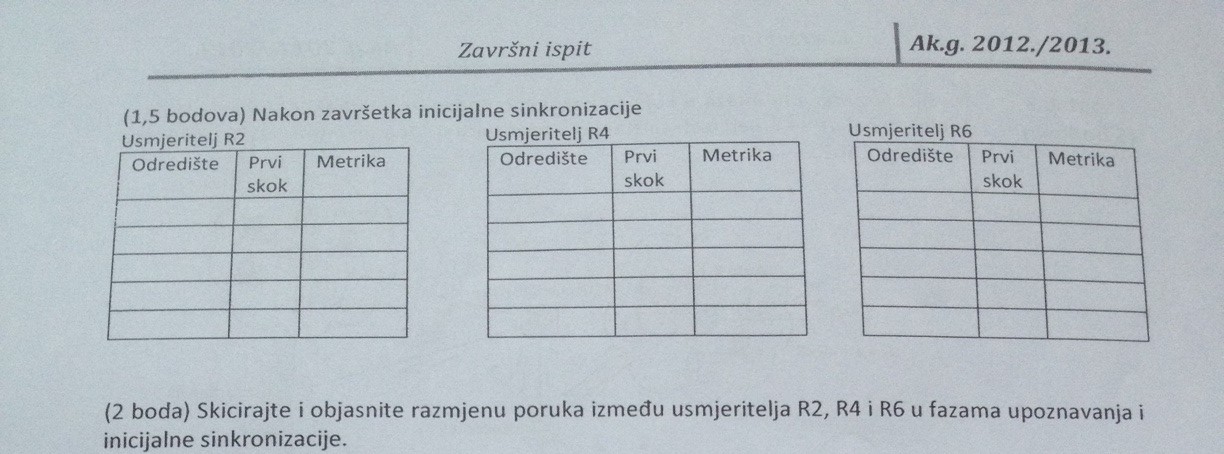 Završni ispit
Ak.g. 2012./2013.
(1,5 bodova) Nakon završetka inicijalne sinkronizacije
Usmjeritelj R2
Odredište Prvi skok Metrika
Usmjeritelj R4
Odredište Prvi skok Metrika
Usmjeritelj R6
Odredište Prvi skok Metrika
(2 boda) Skicirajte i objasnite razmjenu poruka između usmjeritelja R2, R4 i R6 u fazama upoznavanja i
inicijalne sinkronizacije.